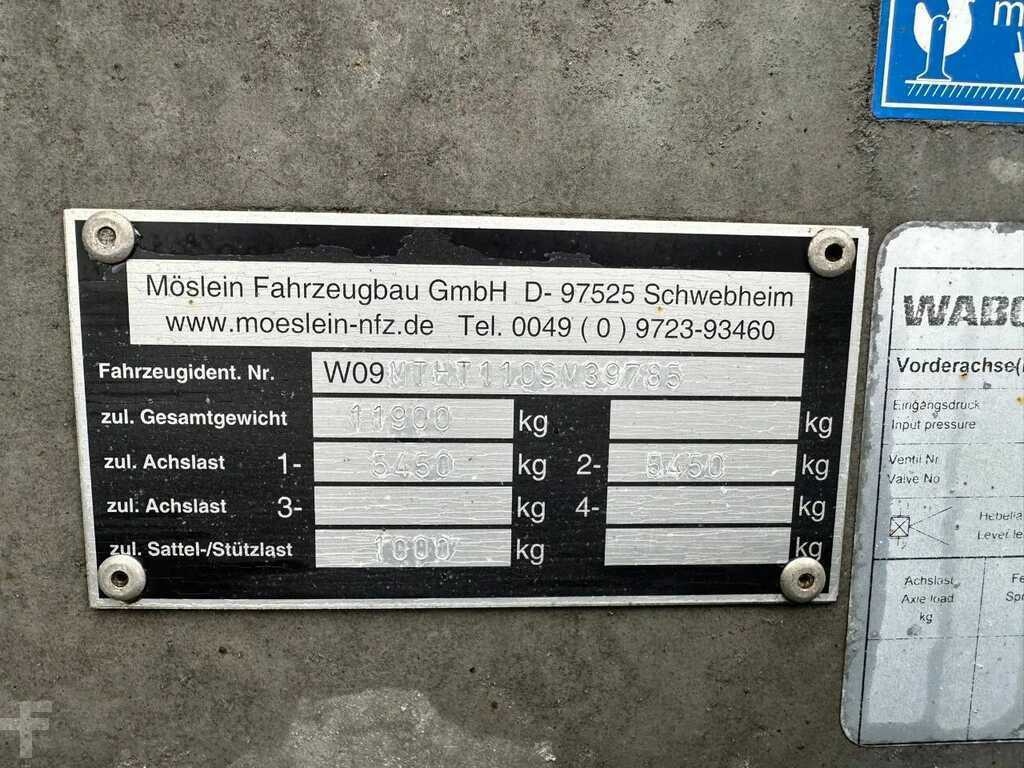 Möslein Fahrzeugbau GmbH D- 97525 Schwebheim
www.moeslein-nfz.de Tel. 0049 ( 0 ) 9723-93460
Fahrzeugident. Nr. W09MTHT110SV39785
zul. Gesamtgewicht 11900 kg kg
zul. Achslast 1- 5450 kg 2- 5450 kg
zul. Achslast 3- kg 4- kg
zul. Sattel-/Stützlast 1000 kg kg
m
WABC
Vorderachse(
Eingangsdruck
Input pressure
Ventil Nr
Valve No
Achslast
Axle load
kg